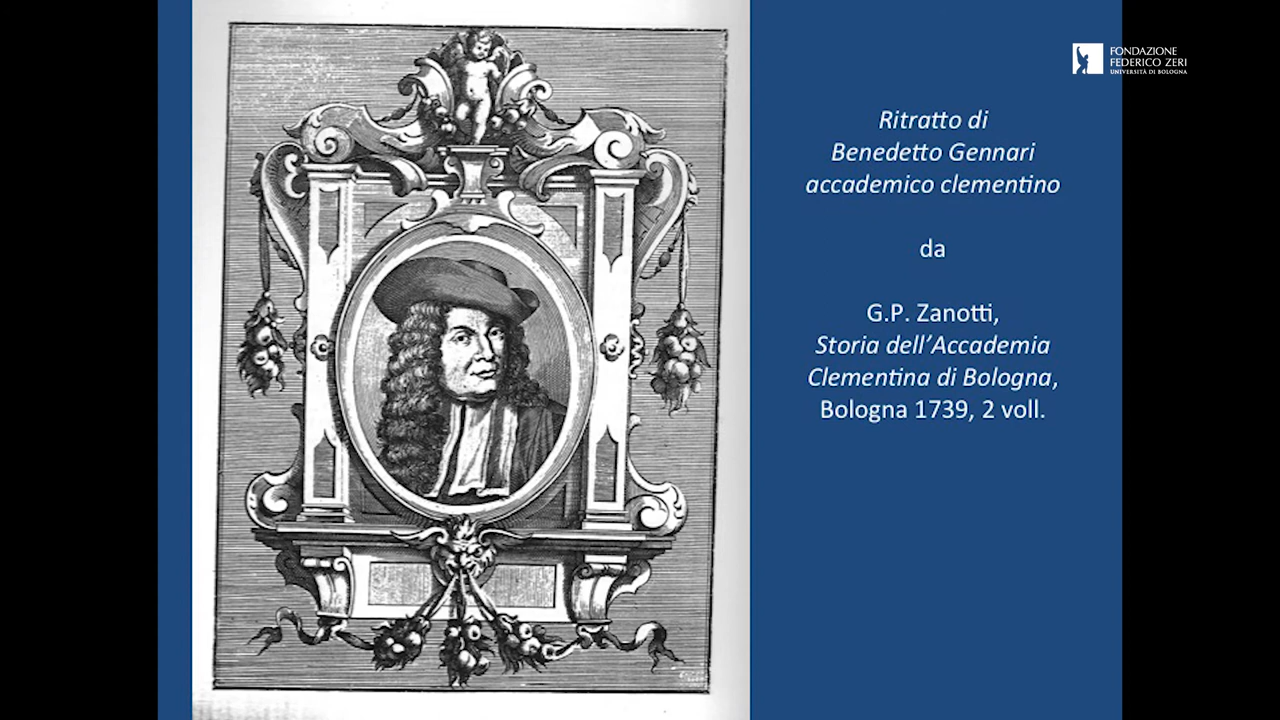 FONDAZIONE
FEDERICO ZERI
UNIVERSITÀ DI BOLOGNA
Ritratto di
Benedetto Gennari
accademico clementino
da
G.P. Zanotti,
Storia dell’Accademia
Clementina di Bologna,
Bologna 1739, 2 voll.